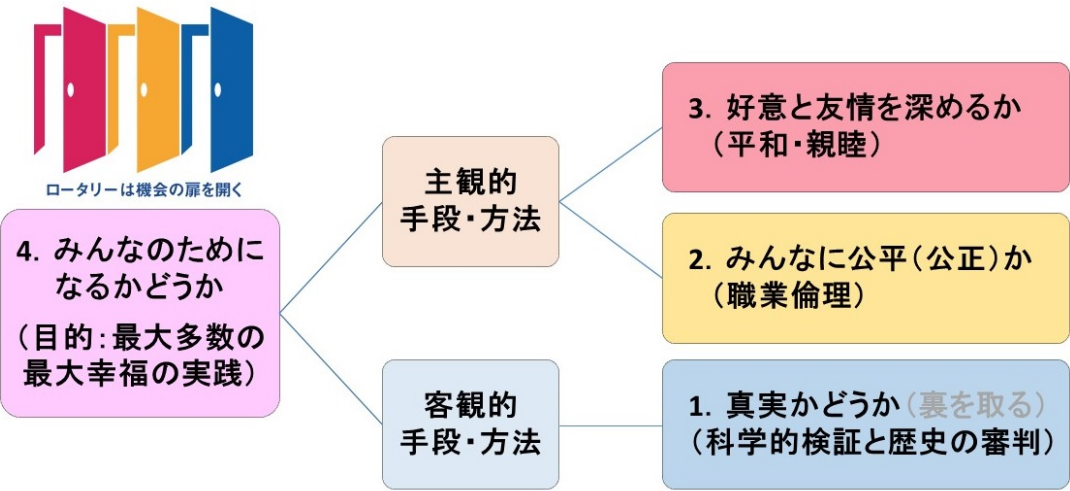 ロータリーは機会の扉を開く
4. みんなのために
なるかどうか
(目的:最大多数の
最大幸福の実践)
主観的
手段・方法
客観的
手段・方法
3. 好意と友情を深めるか
(平和・親睦)
2. みんなに公平(公正)か
(職業倫理)
1. 真実かどうか(裏を取る)
(科学的検証と歴史の審判)